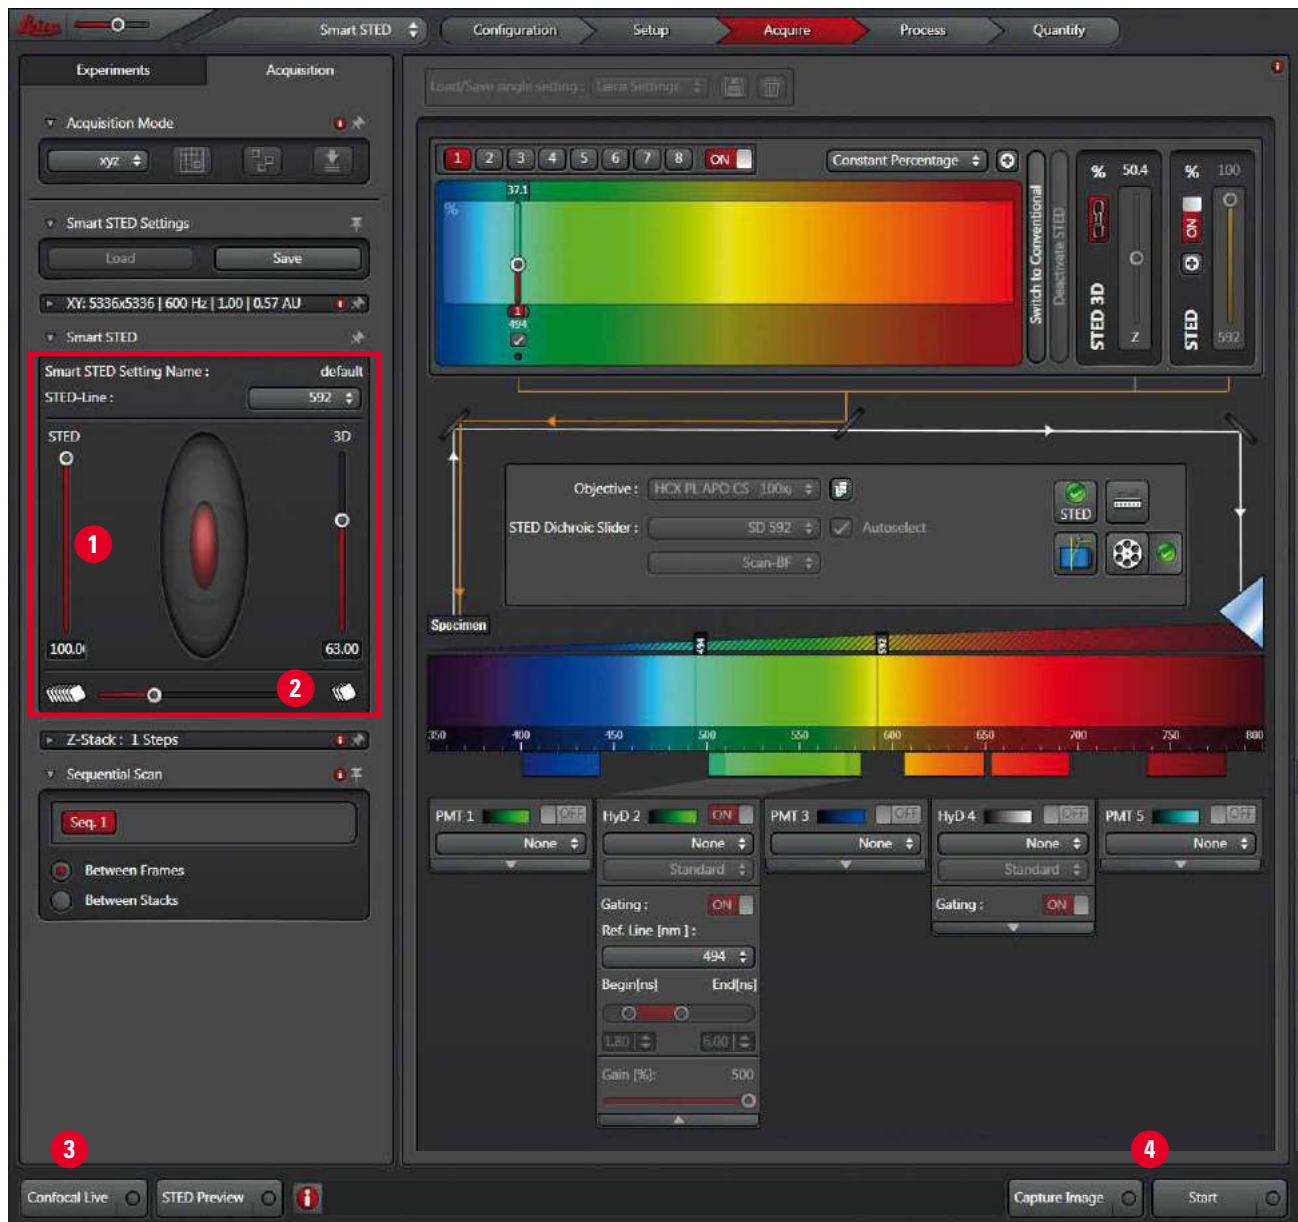 Leica
Smart STED
Configuration
Setup
Acquire
Process
Quantify
Experiments
Acquisition
Acquisition Mode
xyz
Smart STED Settings
Load
Save
XY: 5336x5336 | 600 Hz | 1.00 | 0.57 AU
Smart STED
Smart STED Setting Name : default
STED-Line : 592
STED
3D
1
100.0
63.00
2
Z-Stack : 1 Steps
Sequential Scan
Seq. 1
Between Frames
Between Stacks
Load/Save single setting : Leica Settings
1 2 3 4 5 6 7 8 ON
Constant Percentage
37.1
%
1
494
Switch to Conventional
Deactivate STED
% 50.4
STED 3D
Z
% 100
ON
STED
592
Objective : HCX PL APO CS 100x
STED Dichroic Slider : SD 592
Autoselect
Scan-BF
STED
Specimen
494
592
350 400 450 500 550 600 650 700 750 800
PMT 1 OFF
None
HyD 2 ON
None
Standard
Gating : ON
Ref. Line [nm ] :
494
Begin[ns] End[ns]
1.80 6.00
Gain [%]: 500
PMT 3 OFF
None
HyD 4 OFF
None
Standard
Gating : ON
PMT 5 OFF
None
3
Confocal Live
STED Preview
4
Capture Image
Start